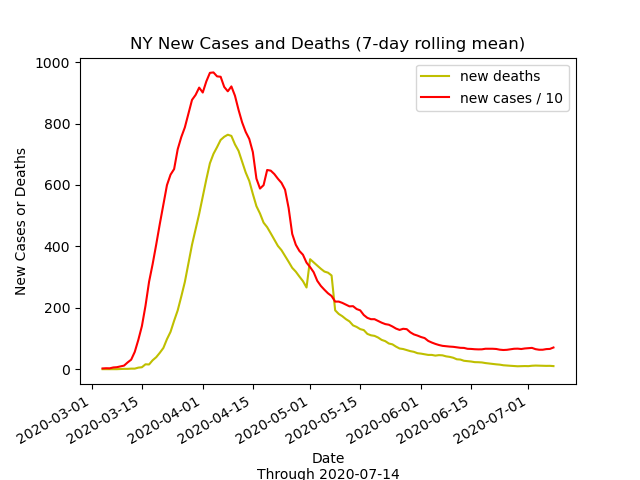 NY New Cases and Deaths (7-day rolling mean)
new deaths
new cases / 10
1000
800
600
400
200
0
New Cases or Deaths
2020-03-01
2020-03-15
2020-04-01
2020-04-15
2020-05-01
2020-05-15
2020-06-01
2020-06-15
2020-07-01
Date
Through 2020-07-14